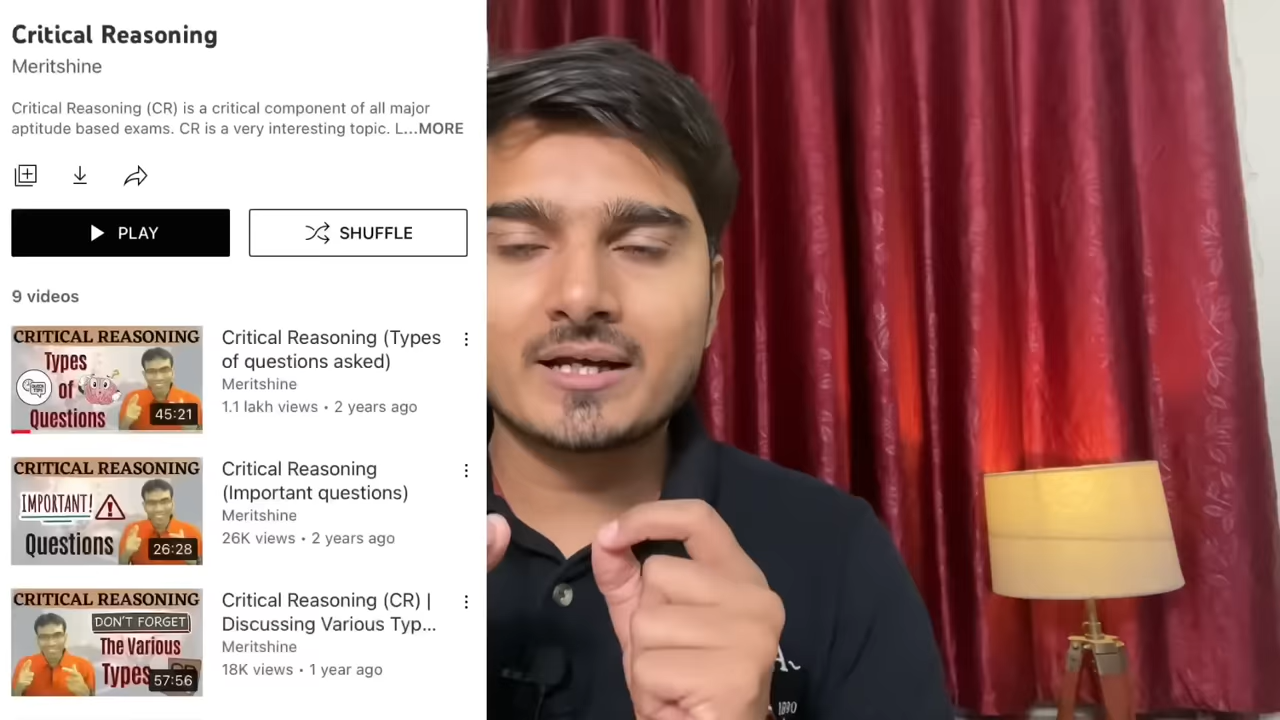 Critical Reasoning
Meritshine
Critical Reasoning (CR) is a critical component of all major
aptitude based exams. CR is a very interesting topic. L...MORE
PLAY
SHUFFLE
9 videos
CRITICAL REASONING
Types
of
Questions
45:21
Critical Reasoning (Types
of questions asked)
Meritshine
1.1 lakh views • 2 years ago
CRITICAL REASONING
IMPORTANT!
Questions
26:28
Critical Reasoning
(Important questions)
Meritshine
26K views • 2 years ago
CRITICAL REASONING
DON'T FORGET
The Various
Types
57:56
Critical Reasoning (CR) |
Discussing Various Typ...
Meritshine
18K views • 1 year ago
1890